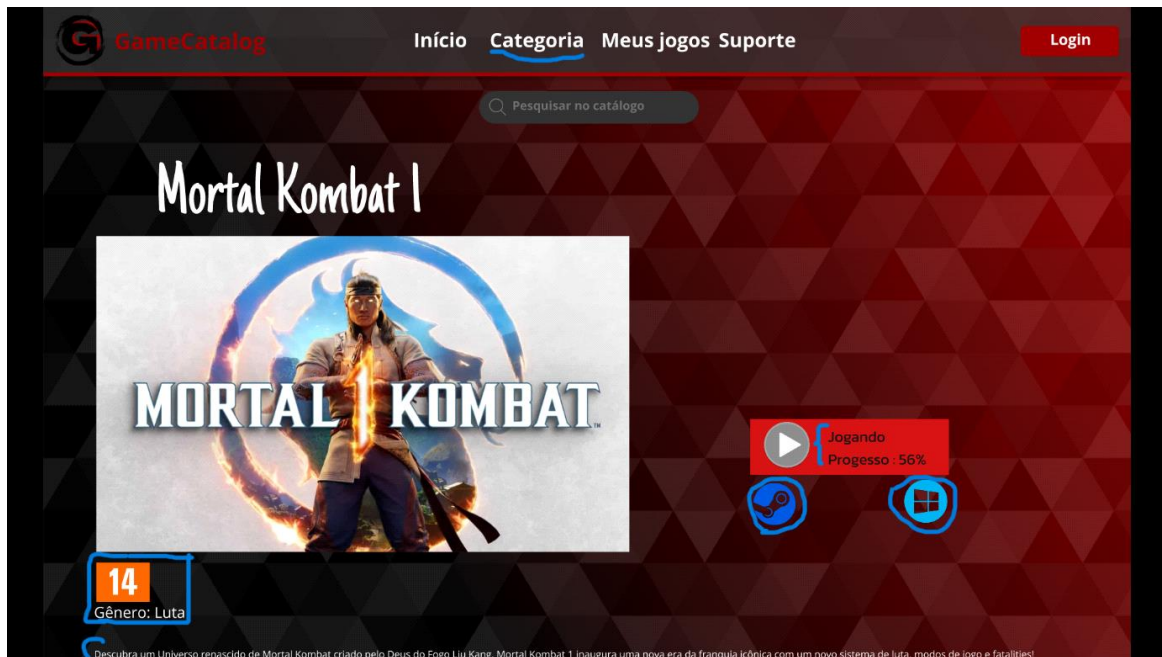 GameCatalog
Início Categoria Meus jogos Suporte
Login
Pesquisar no catálogo
Mortal Kombat 1
MORTAL 1 KOMBAT™
Jogando
Progesso : 56%
14
Gênero: Luta
Descubra um Universo renascido de Mortal Kombat criado pelo Deus do Fogo Liu Kang. Mortal Kombat 1 inaugura uma nova era da franquia icônica com um novo sistema de luta, modos de jogo e fatalities!